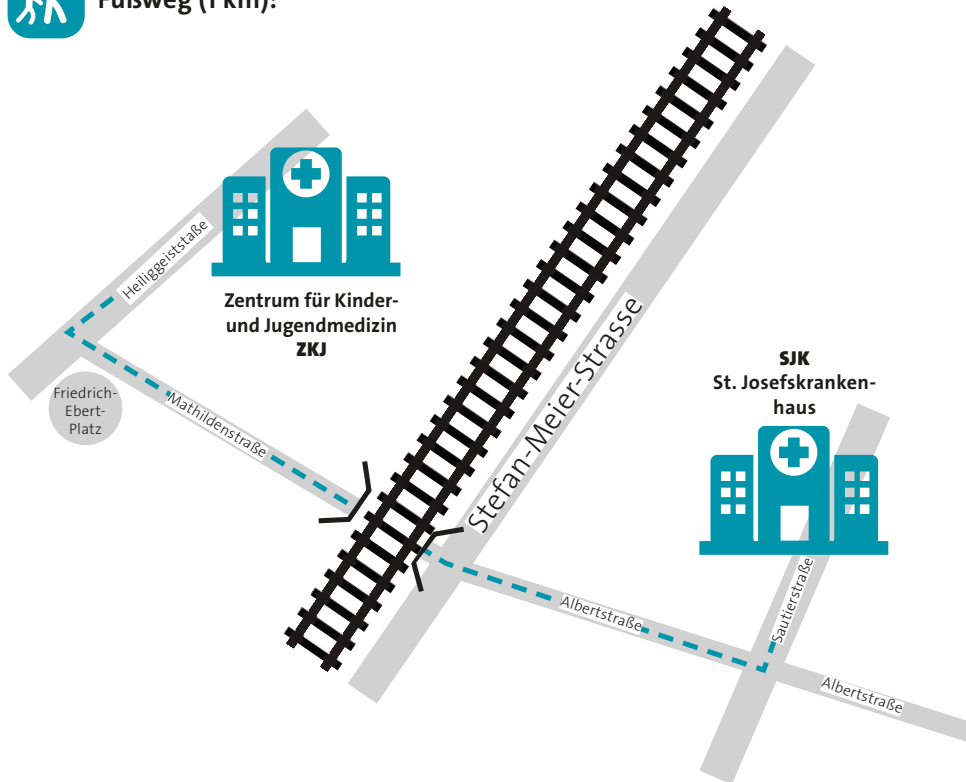 Fußweg (1 km):
Heiliggeiststaße
Zentrum für Kinder-
und Jugendmedizin
ZKJ
Friedrich-
Ebert-
Platz
Mathildenstraße
Stefan-Meier-Strasse
SJK
St. Josefskranken-
haus
Albertstraße
Sautierstraße
Albertstraße